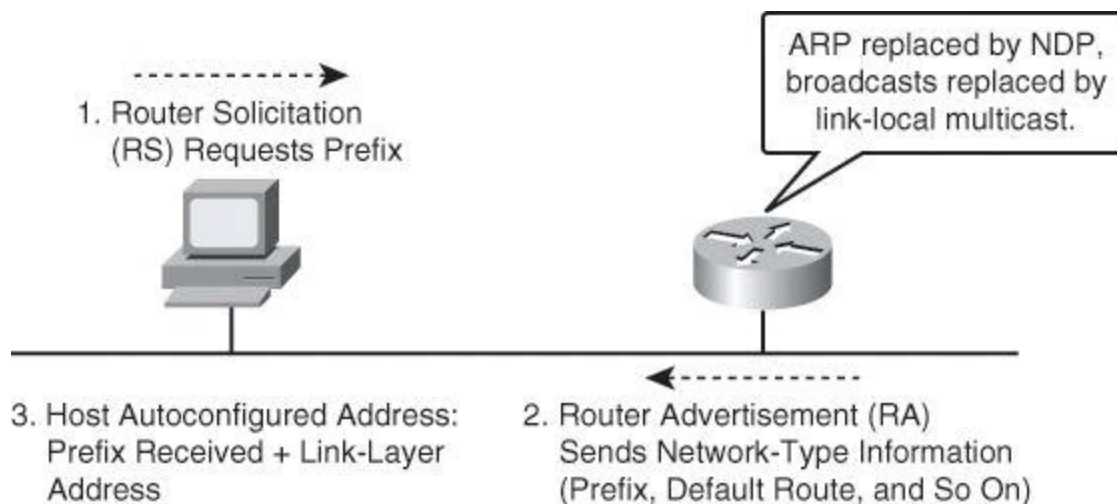 ARP replaced by NDP,
broadcasts replaced by
link-local multicast.
1. Router Solicitation
(RS) Requests Prefix
3. Host Autoconfigured Address:
Prefix Received + Link-Layer
Address
2. Router Advertisement (RA)
Sends Network-Type Information
(Prefix, Default Route, and So On)